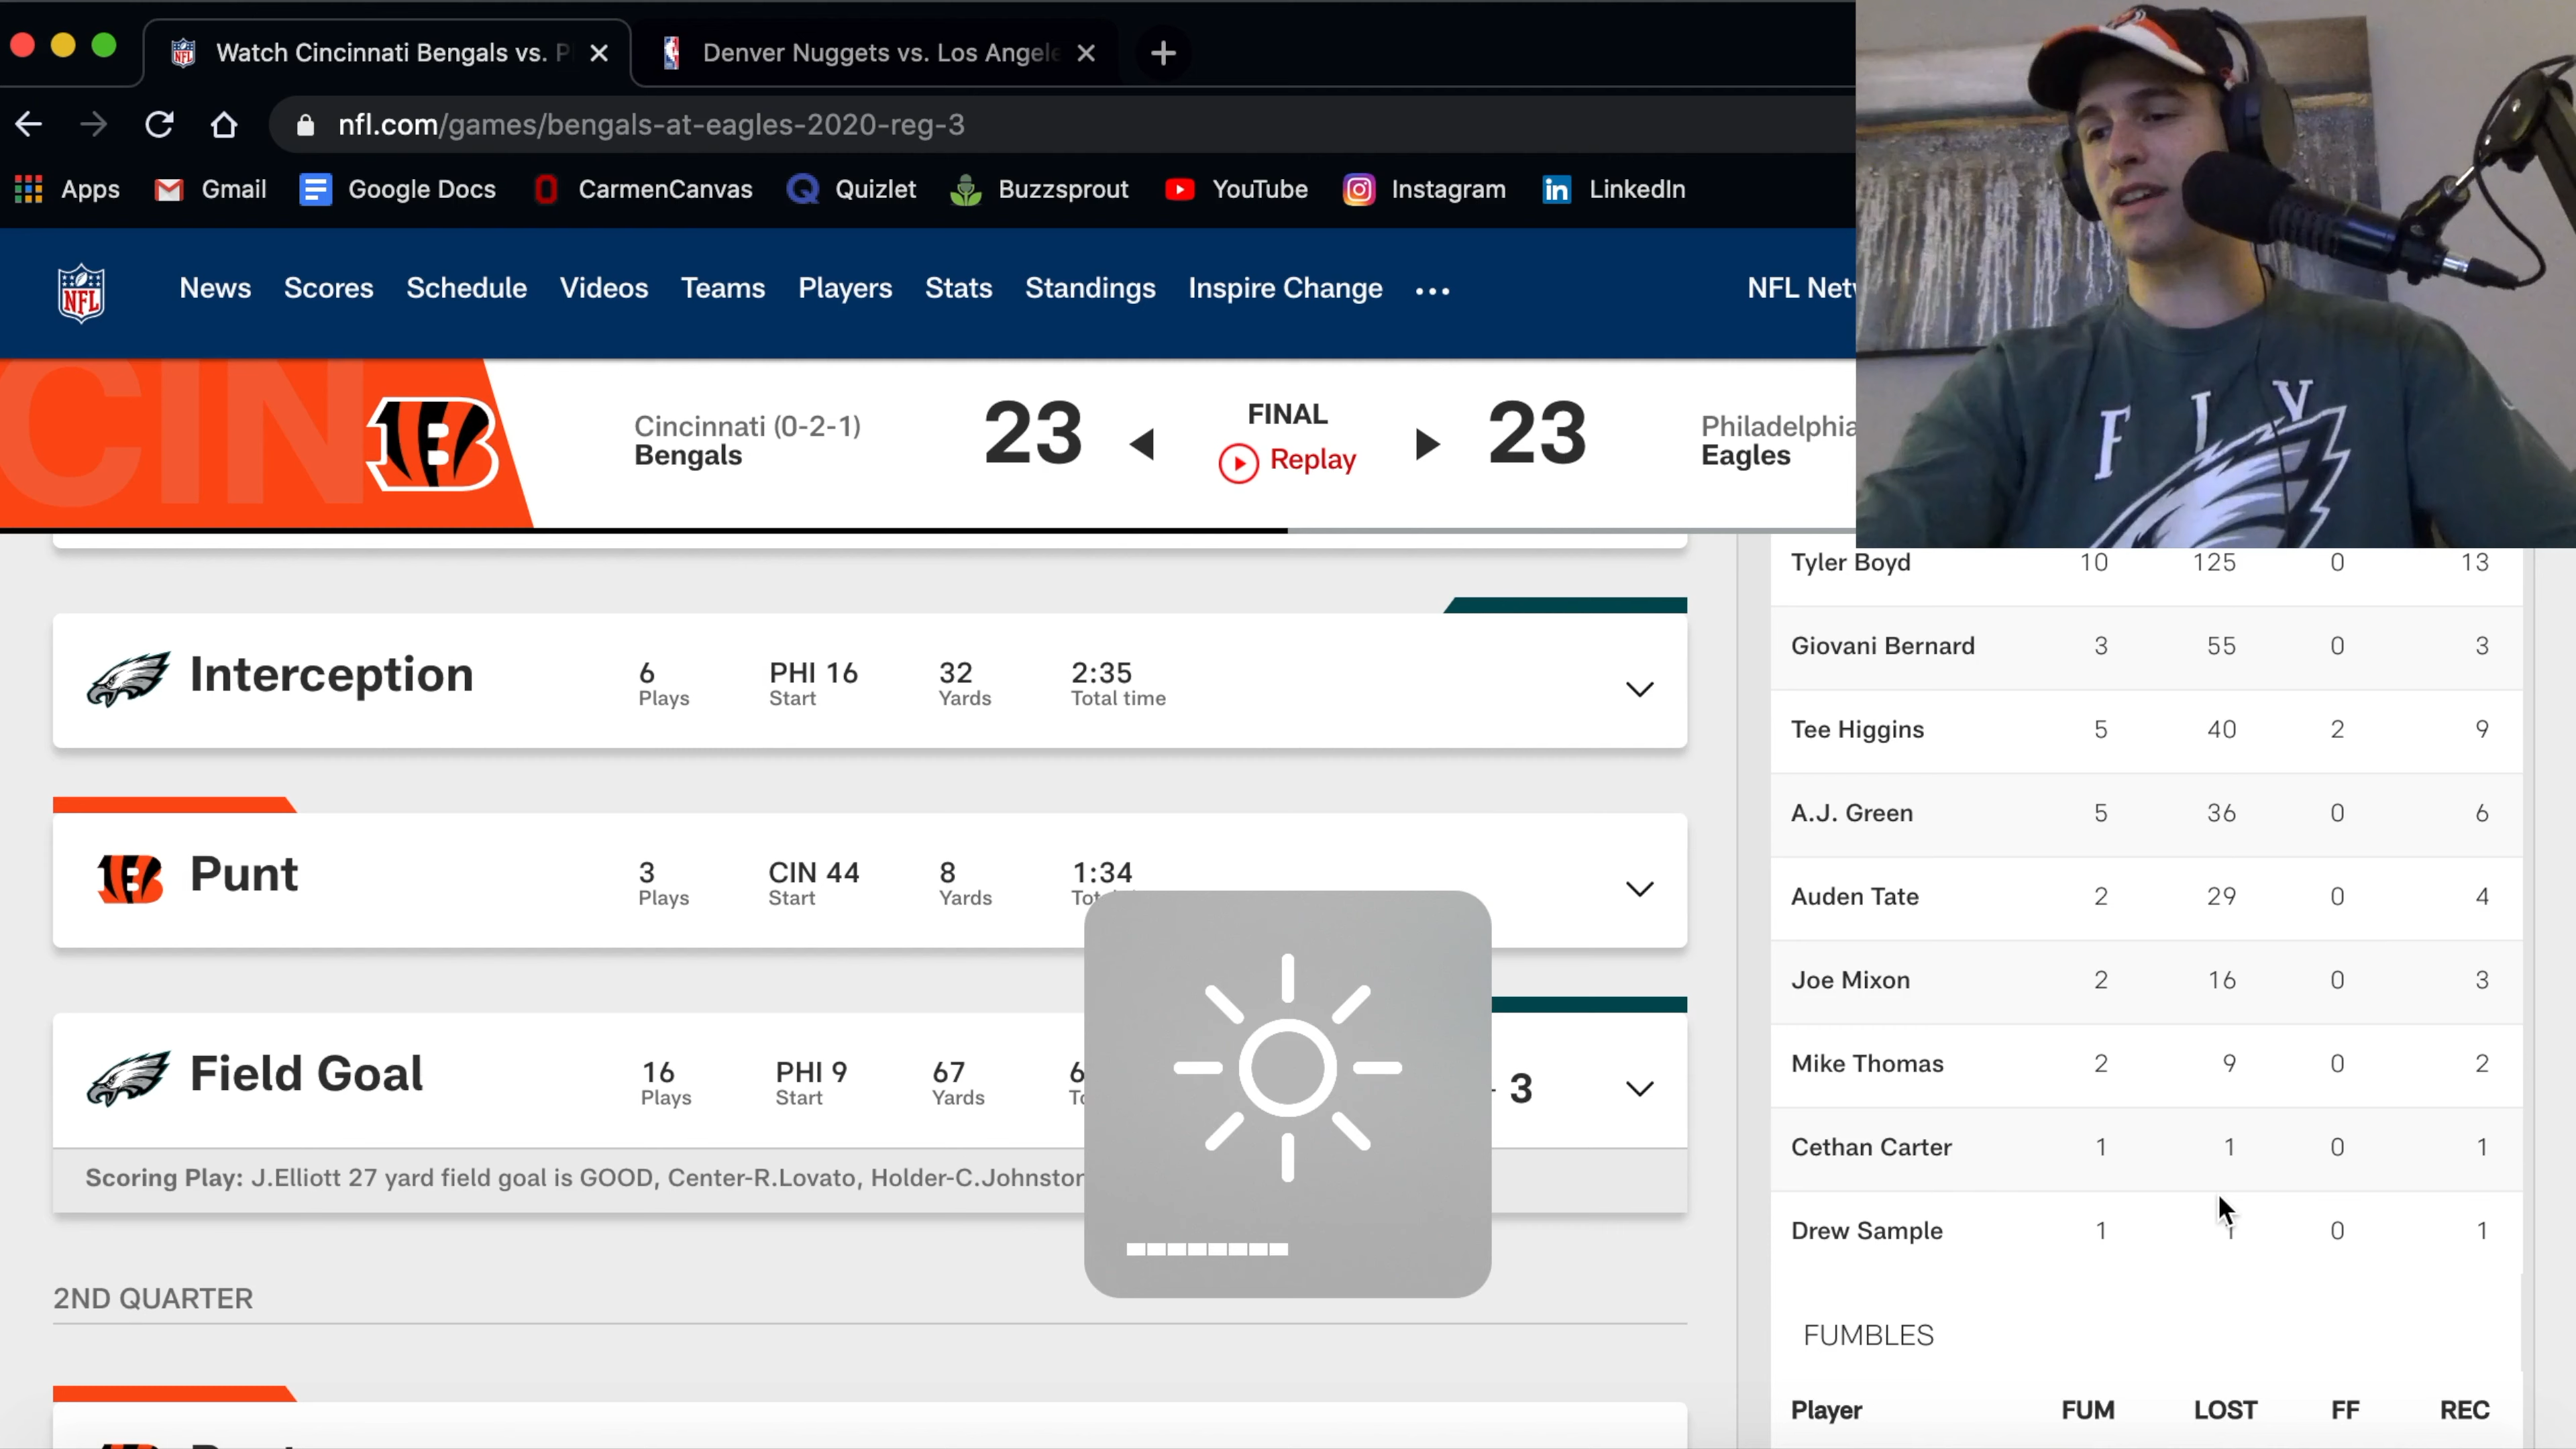 Watch Cincinnati Bengals vs. P
Denver Nuggets vs. Los Angele
nfl.com/games/bengals-at-eagles-2020-reg-3
Apps Gmail Google Docs CarmenCanvas Quizlet Buzzsprout YouTube Instagram LinkedIn
NFL News Scores Schedule Videos Teams Players Stats Standings Inspire Change ... NFL Netw
CIN
Cincinnati (0-2-1)
Bengals
23
FINAL
Replay
23
Philadelphia
Eagles
FLY
Interception 6 PHI 16 32 2:35
Plays Start Yards Total time
Punt 3 CIN 44 8 1:34
Plays Start Yards
Field Goal 16 PHI 9 67 6 - 3
Plays Start Yards
Scoring Play: J.Elliott 27 yard field goal is GOOD, Center-R.Lovato, Holder-C.Johnston
2ND QUARTER
Tyler Boyd 10 125 0 13
Giovani Bernard 3 55 0 3
Tee Higgins 5 40 2 9
A.J. Green 5 36 0 6
Auden Tate 2 29 0 4
Joe Mixon 2 16 0 3
Mike Thomas 2 9 0 2
Cethan Carter 1 1 0 1
Drew Sample 1 1 0 1
FUMBLES
Player FUM LOST FF REC